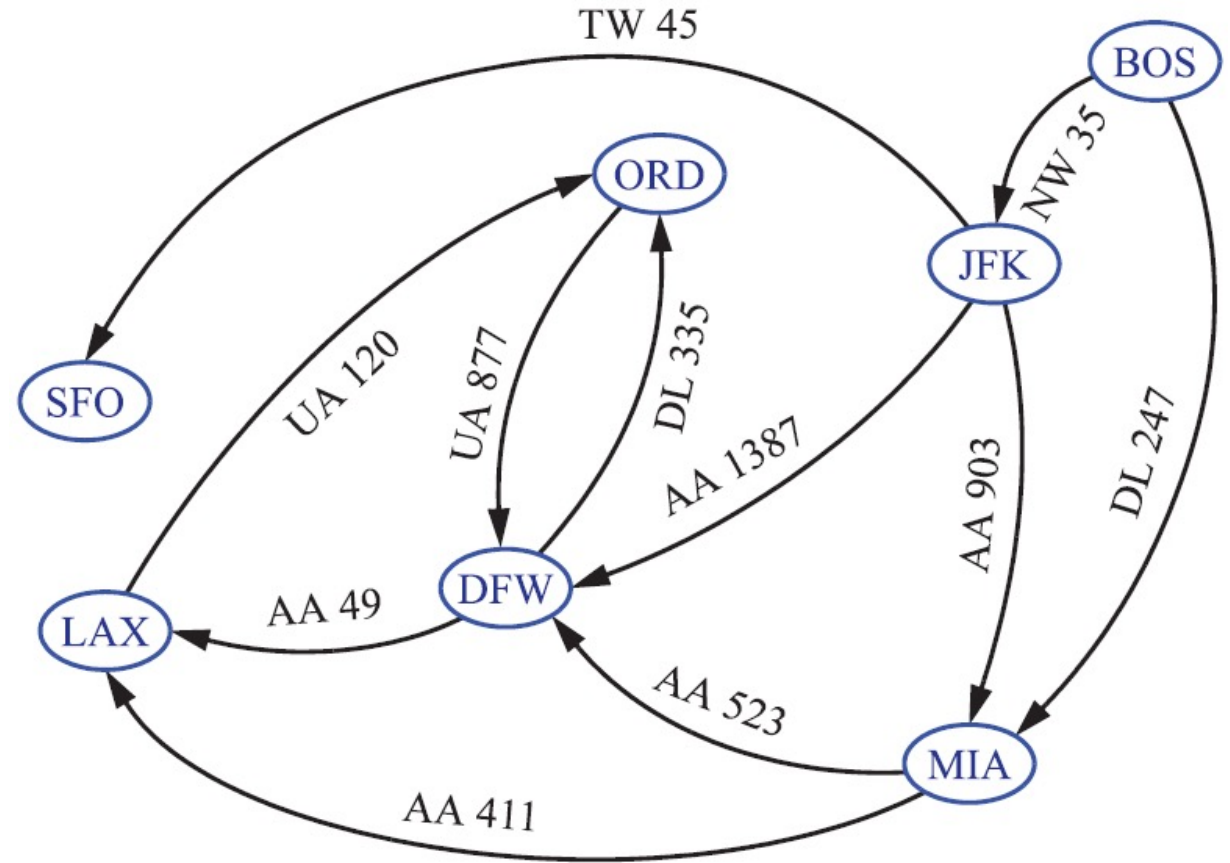 TW 45
BOS
NW 35
ORD
JFK
SFO
UA 120
UA 877
DL 335
AA 1387
AA 903
DL 247
DFW
AA 49
LAX
AA 523
MIA
AA 411